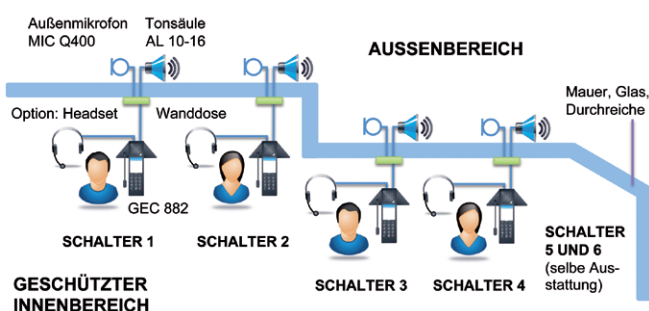 Außenmikrofon
MIC Q400
Tonsäule
AL 10-16
AUSSENBEREICH
Mauer, Glas,
Durchreiche
Option: Headset
Wanddose
GEC 882
SCHALTER 1
SCHALTER 2
SCHALTER 3
SCHALTER 4
SCHALTER
5 UND 6
(selbe Aus-
stattung)
GESCHÜTZTER
INNENBEREICH